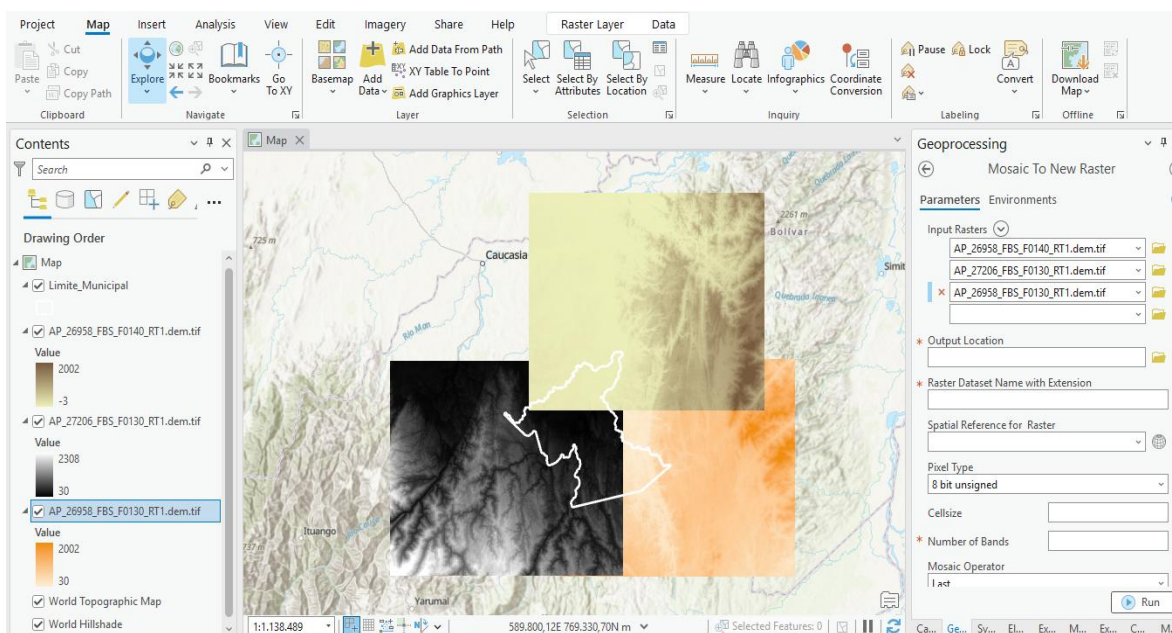 Project Map Insert Analysis View Edit Imagery Share Help Raster Layer Data
Cut
Copy
Copy Path
Paste
Explore
Bookmarks
Go To XY
Basemap
Add Data
Add Data From Path
XY Table To Point
Add Graphics Layer
Select
Select By Attributes
Select By Location
Measure
Locate
Infographics
Coordinate Conversion
Pause
Lock
Convert
Download Map
Clipboard Navigate Layer Selection Inquiry Labeling Offline
Contents
Search
Drawing Order
Map
Limite_Municipal
AP_26958_FBS_F0140_RT1.dem.tif
Value
2002
-3
AP_27206_FBS_F0130_RT1.dem.tif
Value
2308
30
AP_26958_FBS_F0130_RT1.dem.tif
Value
2002
30
World Topographic Map
World Hillshade
Map
725 m
Caucasia
2261 m
Bolívar
Simit
Rio Man
Ituango
Yarumal
1:1.138.489
589.800,12E 769.330,70N m
Selected Features: 0
Geoprocessing
Mosaic To New Raster
Parameters Environments
Input Rasters
AP_26958_FBS_F0140_RT1.dem.tif
AP_27206_FBS_F0130_RT1.dem.tif
AP_26958_FBS_F0130_RT1.dem.tif
* Output Location
* Raster Dataset Name with Extension
Spatial Reference for Raster
Pixel Type
8 bit unsigned
Cellsize
* Number of Bands
Mosaic Operator
Last
Run
Ca... Ge... Sy... El... Ex... M... Ex... C... M